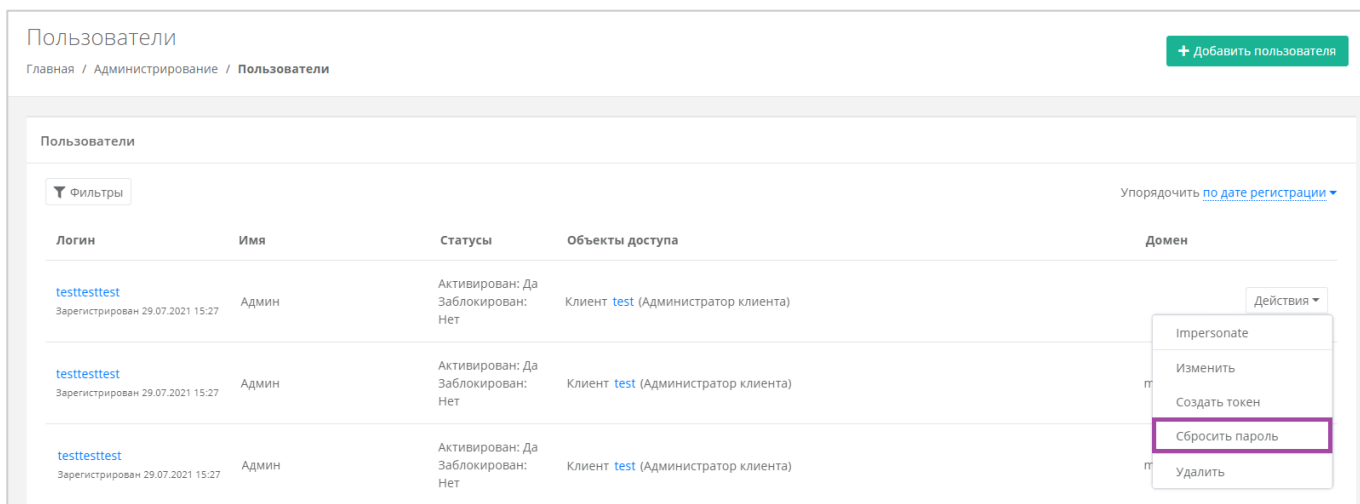 Пользователи
+ Добавить пользователя
Главная / Администрирование / Пользователи
Пользователи
Фильтры
Упорядочить по дате регистрации
Логин Имя Статусы Объекты доступа Домен
testtesttest
Зарегистрирован 29.07.2021 15:27
Админ
Активирован: Да
Заблокирован:
Нет
Клиент test (Администратор клиента)
Действия
Impersonate
Изменить
Создать токен
Сбросить пароль
Удалить
testtesttest
Зарегистрирован 29.07.2021 15:27
Админ
Активирован: Да
Заблокирован:
Нет
Клиент test (Администратор клиента)
testtesttest
Зарегистрирован 29.07.2021 15:27
Админ
Активирован: Да
Заблокирован:
Нет
Клиент test (Администратор клиента)